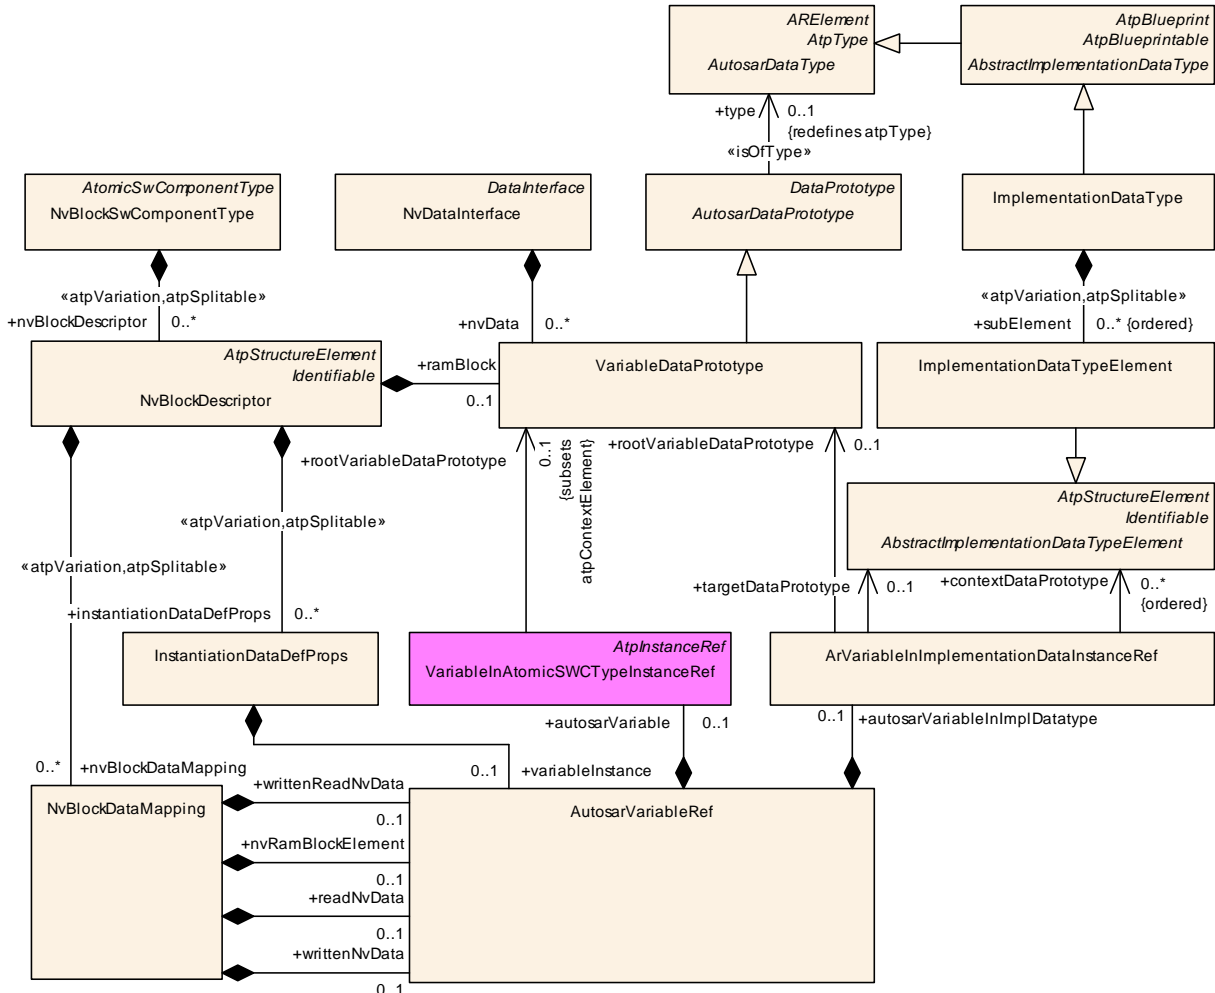 ARElement
AtpType
AutosarDataType
AtpBlueprint
AtpBlueprintable
AbstractImplementationDataType
+type
0..1
{redefines atpType}
«isOfType»
AtomicSwComponentType
NvBlockSwComponentType
DataInterface
NvDataInterface
DataPrototype
AutosarDataPrototype
ImplementationDataType
«atpVariation,atpSplitable»
+nvBlockDescriptor
0..*
+nvData
0..*
«atpVariation,atpSplitable»
+subElement
0..* {ordered}
AtpStructureElement
Identifiable
NvBlockDescriptor
+ramBlock
0..1
VariableDataPrototype
ImplementationDataTypeElement
+rootVariableDataPrototype
0..1
{subsets
atpContextElement}
+rootVariableDataPrototype
0..1
AtpStructureElement
Identifiable
AbstractImplementationDataTypeElement
«atpVariation,atpSplitable»
«atpVariation,atpSplitable»
+targetDataPrototype
0..1
+contextDataPrototype
0..*
{ordered}
+instantiationDataDefProps
0..*
InstantiationDataDefProps
AtpInstanceRef
VariableInAtomicSWCTypeInstanceRef
ArVariableInImplementationDataInstanceRef
+autosarVariable
0..1
0..1
+autosarVariableInImplDatatype
0..*
+nvBlockDataMapping
0..1
+variableInstance
NvBlockDataMapping
+writtenReadNvData
0..1
AutosarVariableRef
+nvRamBlockElement
0..1
+readNvData
0..1
+writtenNvData
0..1